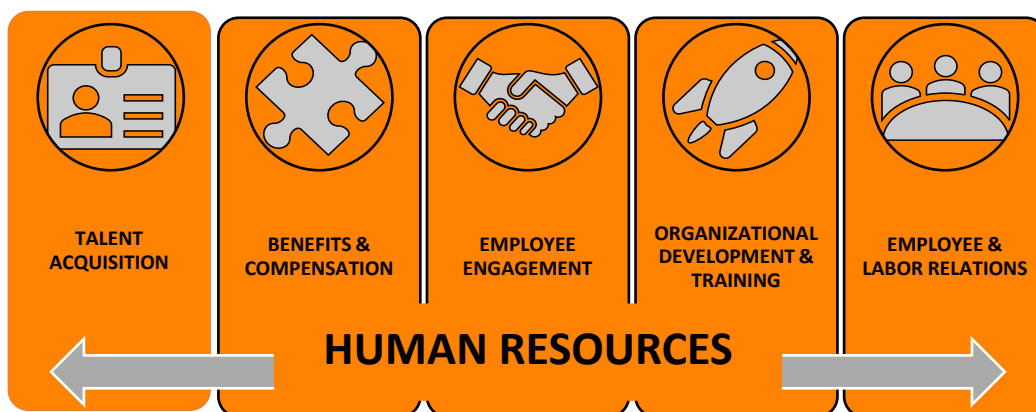 TALENT
ACQUISITION
BENEFITS &
COMPENSATION
EMPLOYEE
ENGAGEMENT
ORGANIZATIONAL
DEVELOPMENT &
TRAINING
EMPLOYEE &
LABOR RELATIONS
HUMAN RESOURCES